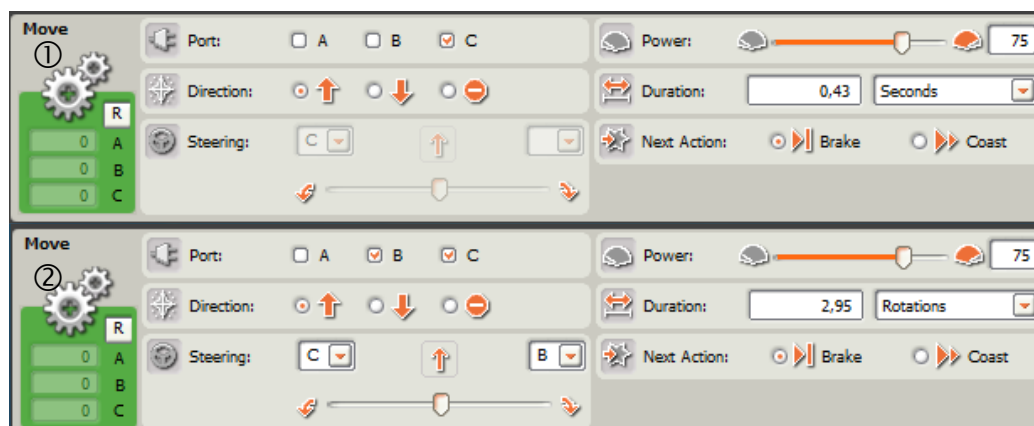 Move
①
Port: A B C
Power: 75
Direction:
Duration: 0,43 Seconds
R
Steering: C
Next Action: Brake Coast
0 A
0 B
0 C
Move
②
Port: A B C
Power: 75
Direction:
Duration: 2,95 Rotations
R
Steering: C B
Next Action: Brake Coast
0 A
0 B
0 C